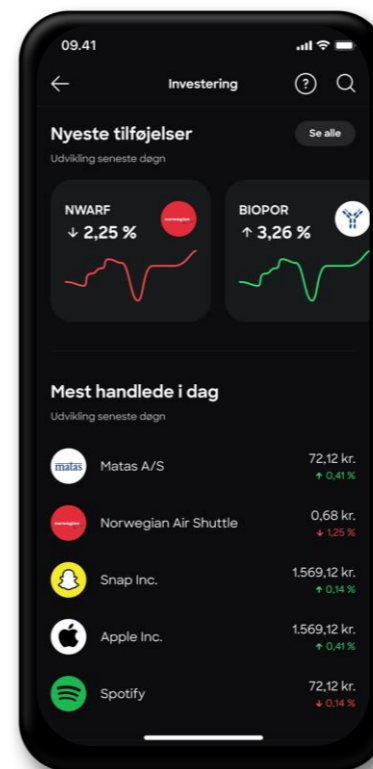 09.41
Investering
?
Nyeste tilføjelser
Se alle
Udvikling seneste døgn
NWARF
↓ 2,25 %
norwegian
BIOPOR
↑ 3,26 %
Mest handlede i dag
Udvikling seneste døgn
matas
Matas A/S
72,12 kr.
↑ 0,41 %
norwegian
Norwegian Air Shuttle
0,68 kr.
↓ 1,25 %
Snap Inc.
1.569,12 kr.
↑ 0,14 %
Apple Inc.
1.569,12 kr.
↑ 0,41 %
Spotify
72,12 kr.
↓ 0,14 %